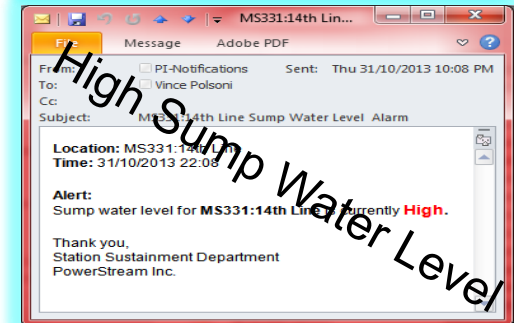 MS331:14th Lin...
File Message Adobe PDF
From: PI-Notifications Sent: Thu 31/10/2013 10:08 PM
To: Vince Polsoni
Cc:
Subject: MS331:14th Line Sump Water Level Alarm
Location: MS331:14th Line
Time: 31/10/2013 22:08
Alert:
Sump water level for MS331:14th Line is currently High.
Thank you,
Station Sustainment Department
PowerStream Inc.
High Sump Water Level